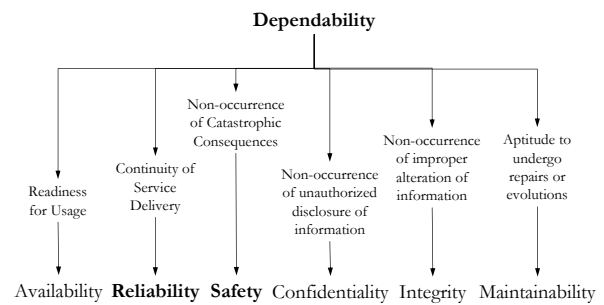 Dependability
Non-occurrence
of Catastrophic
Consequences
Non-occurrence
of improper
alteration of
information
Aptitude to
undergo
repairs or
evolutions
Continuity of
Service
Delivery
Non-occurrence
of unauthorized
disclosure of
information
Readiness
for Usage
Availability Reliability Safety Confidentiality Integrity Maintainability